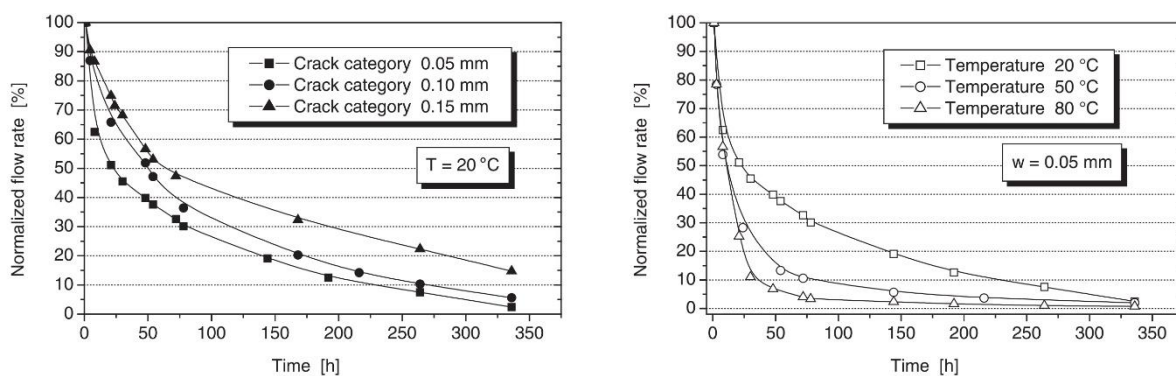 100
90
80
70
60
50
40
30
20
10
0
Normalized flow rate [%]
Crack category 0.05 mm
Crack category 0.10 mm
Crack category 0.15 mm
T = 20 °C
0 50 100 150 200 250 300 350
Time [h]
100
90
80
70
60
50
40
30
20
10
0
Normalized flow rate [%]
Temperature 20 °C
Temperature 50 °C
Temperature 80 °C
w = 0.05 mm
0 50 100 150 200 250 300 350
Time [h]